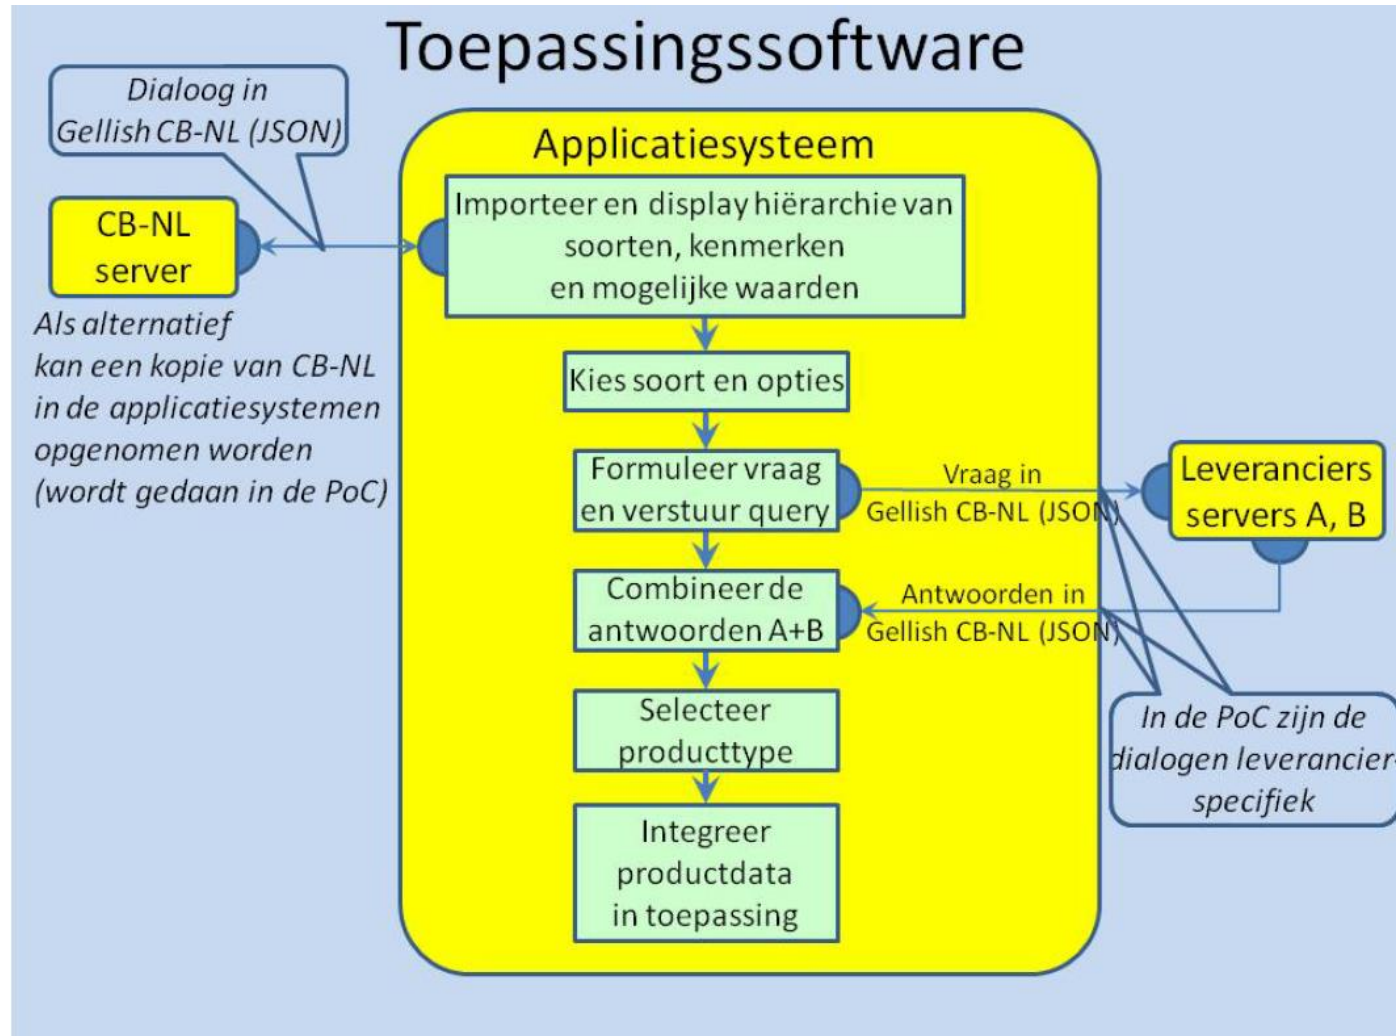 Toepassingssoftware
Dialoog in
Gellish CB-NL (JSON)
CB-NL
server
Als alternatief
kan een kopie van CB-NL
in de applicatiesystemen
opgenomen worden
(wordt gedaan in de PoC)
Applicatiesysteem
Importeer en display hiërarchie van
soorten, kenmerken
en mogelijke waarden
Kies soort en opties
Formuleer vraag
en verstuur query
Vraag in
Gellish CB-NL (JSON)
Leveranciers
servers A, B
Combineer de
antwoorden A+B
Antwoorden in
Gellish CB-NL (JSON)
Selecteer
producttype
In de PoC zijn de
dialogen leverancier-
specifiek
Integreer
productdata
in toepassing